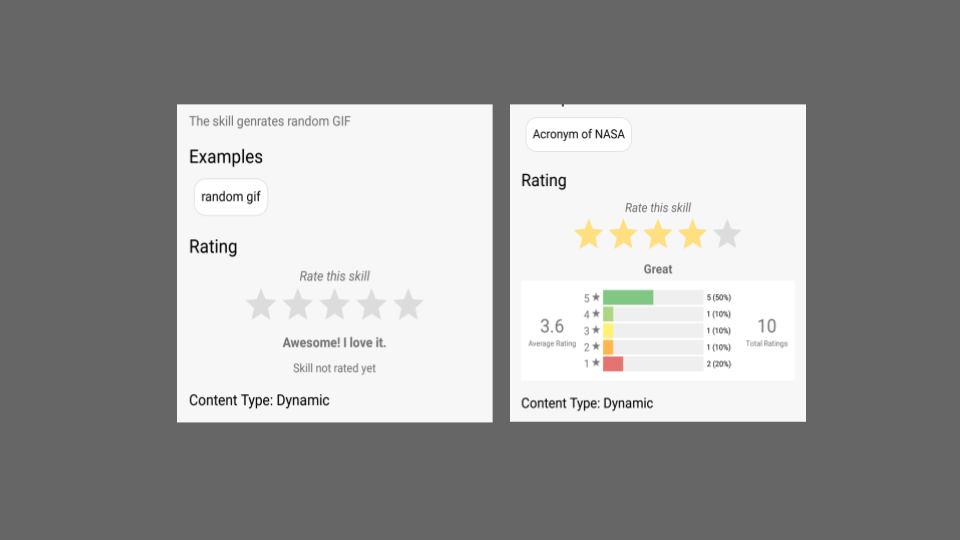 The skill genrates random GIF
Examples
random gif
Rating
Rate this skill
Awesome! I love it.
Skill not rated yet
Content Type: Dynamic
Acronym of NASA
Rating
Rate this skill
Great
3.6
Average Rating
5 ★ 5 (50%)
4 ★ 1 (10%)
3 ★ 1 (10%)
2 ★ 1 (10%)
1 ★ 2 (20%)
10
Total Ratings
Content Type: Dynamic